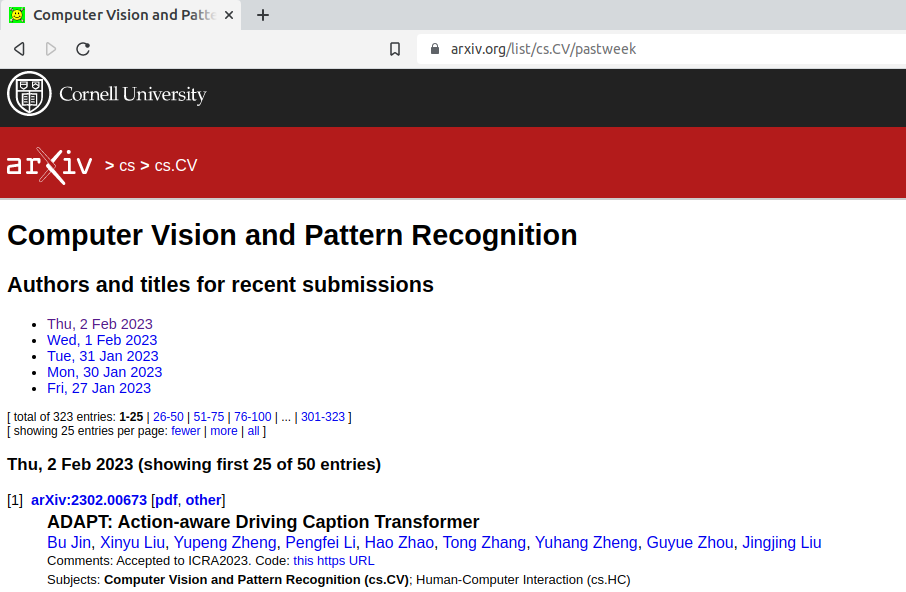 Computer Vision and Patte
arxiv.org/list/cs.CV/pastweek
Cornell University
arXiv > cs > cs.CV
Computer Vision and Pattern Recognition
Authors and titles for recent submissions
Thu, 2 Feb 2023
Wed, 1 Feb 2023
Tue, 31 Jan 2023
Mon, 30 Jan 2023
Fri, 27 Jan 2023
[ total of 323 entries: 1-25 | 26-50 | 51-75 | 76-100 | ... | 301-323 ]
[ showing 25 entries per page: fewer | more | all ]
Thu, 2 Feb 2023 (showing first 25 of 50 entries)
[1] arXiv:2302.00673 [pdf, other]
ADAPT: Action-aware Driving Caption Transformer
Bu Jin, Xinyu Liu, Yupeng Zheng, Pengfei Li, Hao Zhao, Tong Zhang, Yuhang Zheng, Guyue Zhou, Jingjing Liu
Comments: Accepted to ICRA2023. Code: this https URL
Subjects: Computer Vision and Pattern Recognition (cs.CV); Human-Computer Interaction (cs.HC)